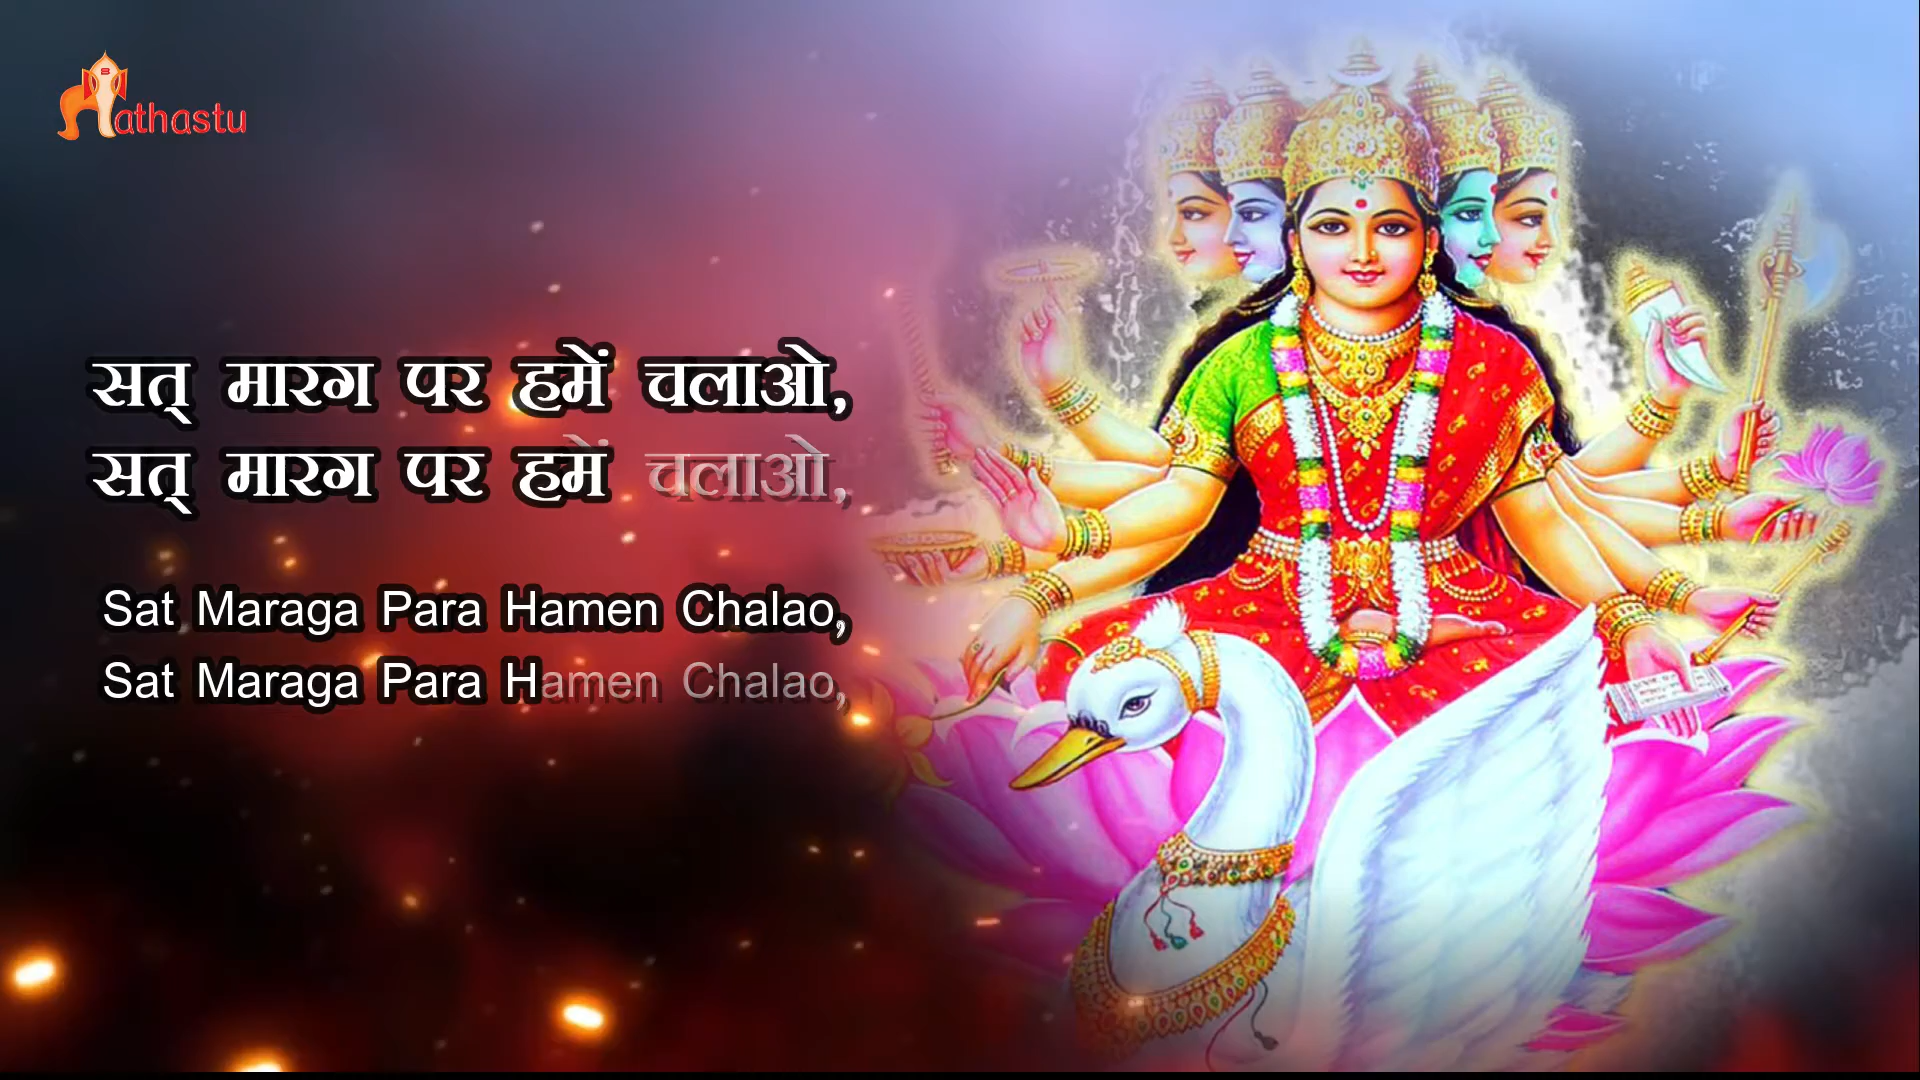 Tathastu
सत् मारग पर हमें चलाओ,
सत् मारग पर हमें चलाओ,
Sat Maraga Para Hamen Chalao,
Sat Maraga Para Hamen Chalao,